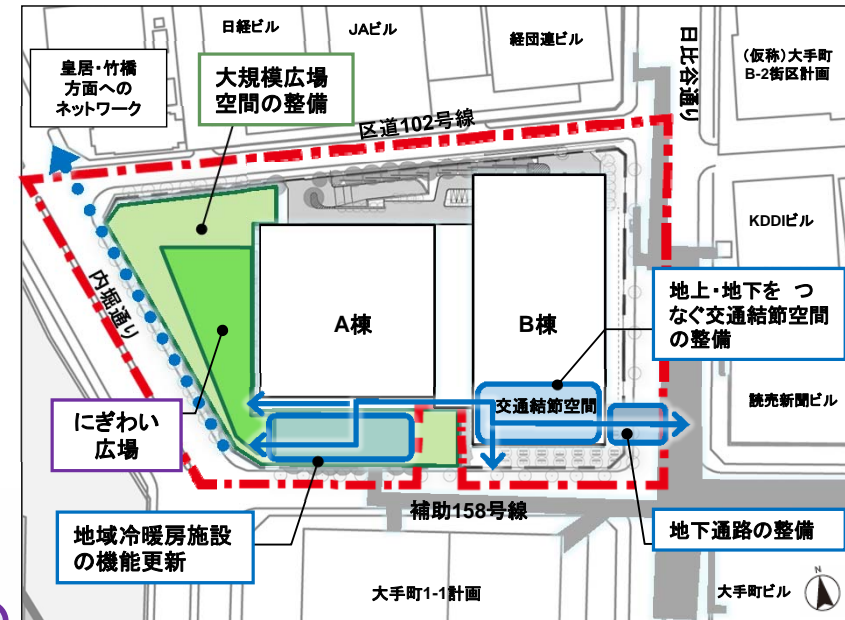 日経ビル
JAビル
経団連ビル
日比谷通り
(仮称)大手町
B-2街区計画
皇居・竹橋
方面への
ネットワーク
大規模広場
空間の整備
区道102号線
KDDIビル
内堀通り
A棟
B棟
地上・地下を つ
なぐ交通結節空間
の整備
にぎわい
広場
交通結節空間
読売新聞ビル
補助158号線
地域冷暖房施設
の機能更新
地下通路の整備
大手町1-1計画
大手町ビル
N